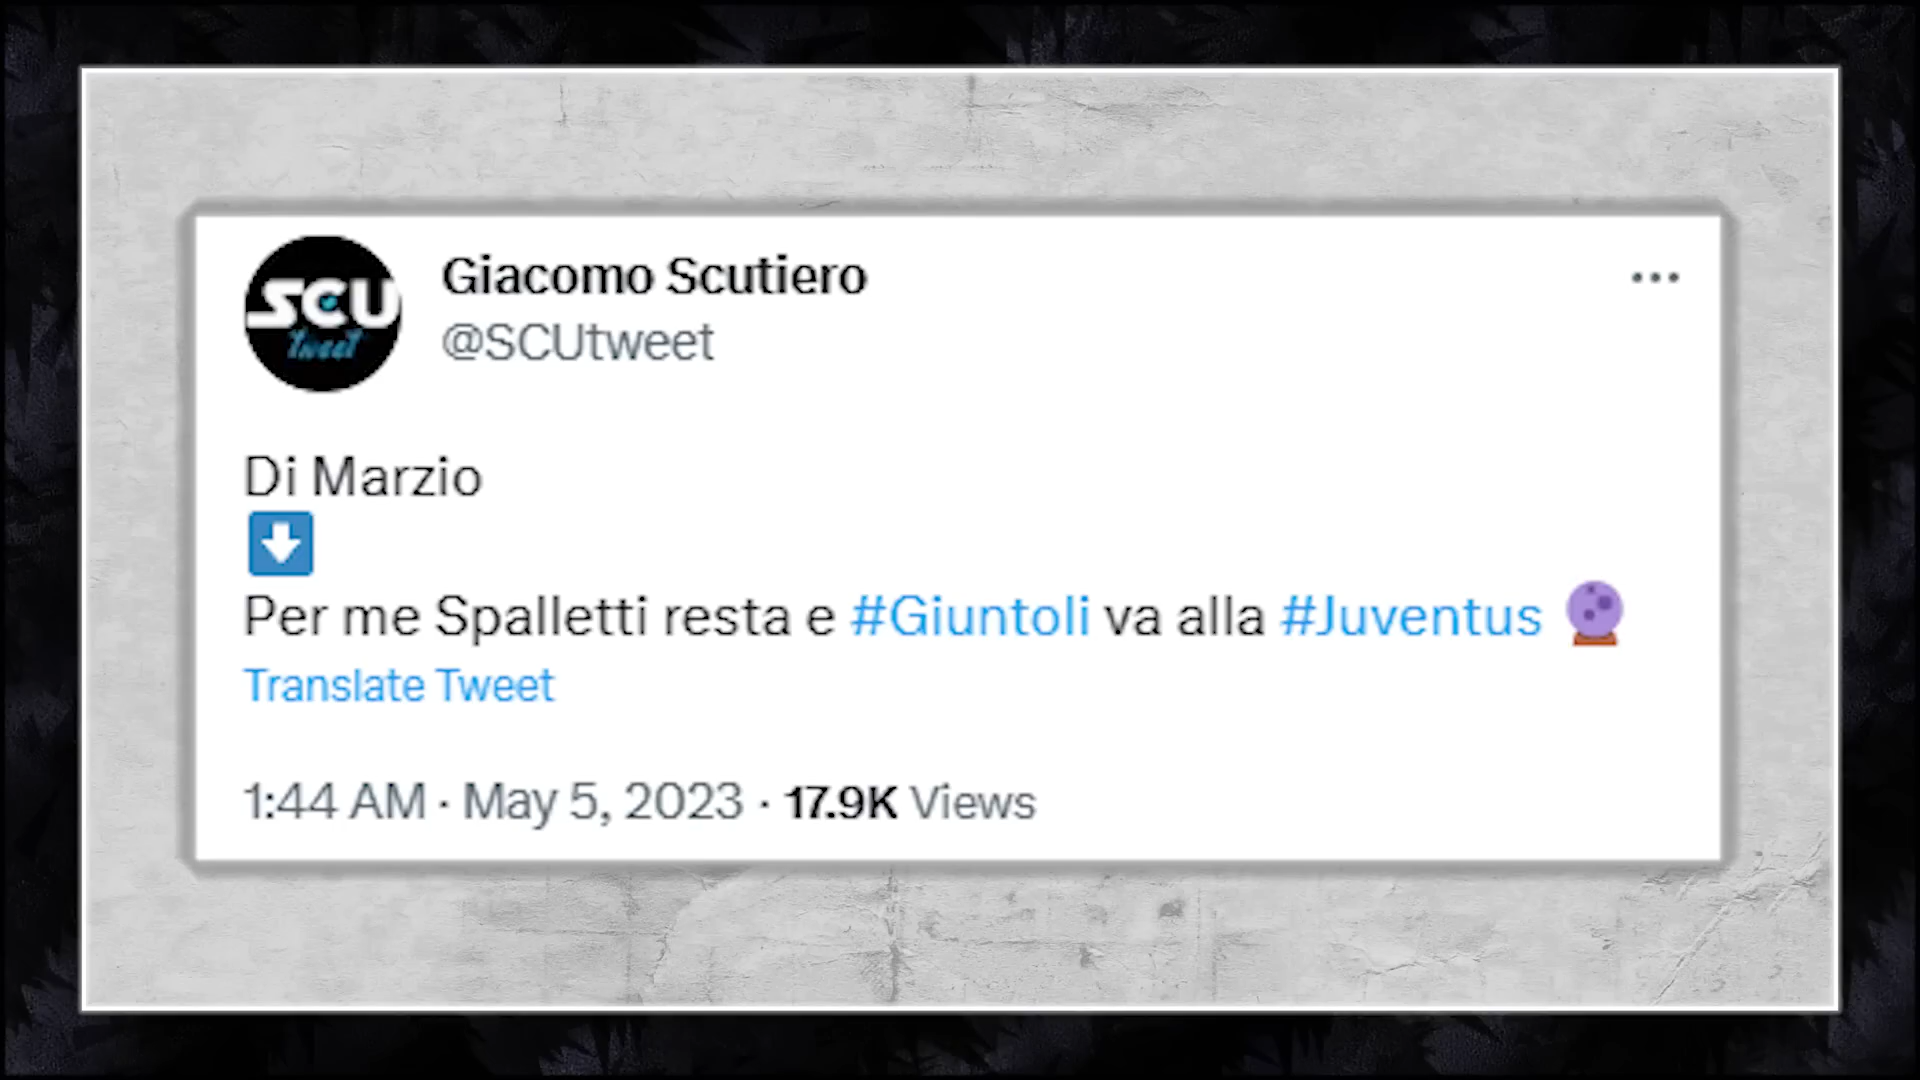 SCU
Tweet
Giacomo Scutiero
@SCUtweet
Di Marzio
⬇️
Per me Spalletti resta e #Giuntoli va alla #Juventus 🔮
Translate Tweet
1:44 AM · May 5, 2023 · 17.9K Views